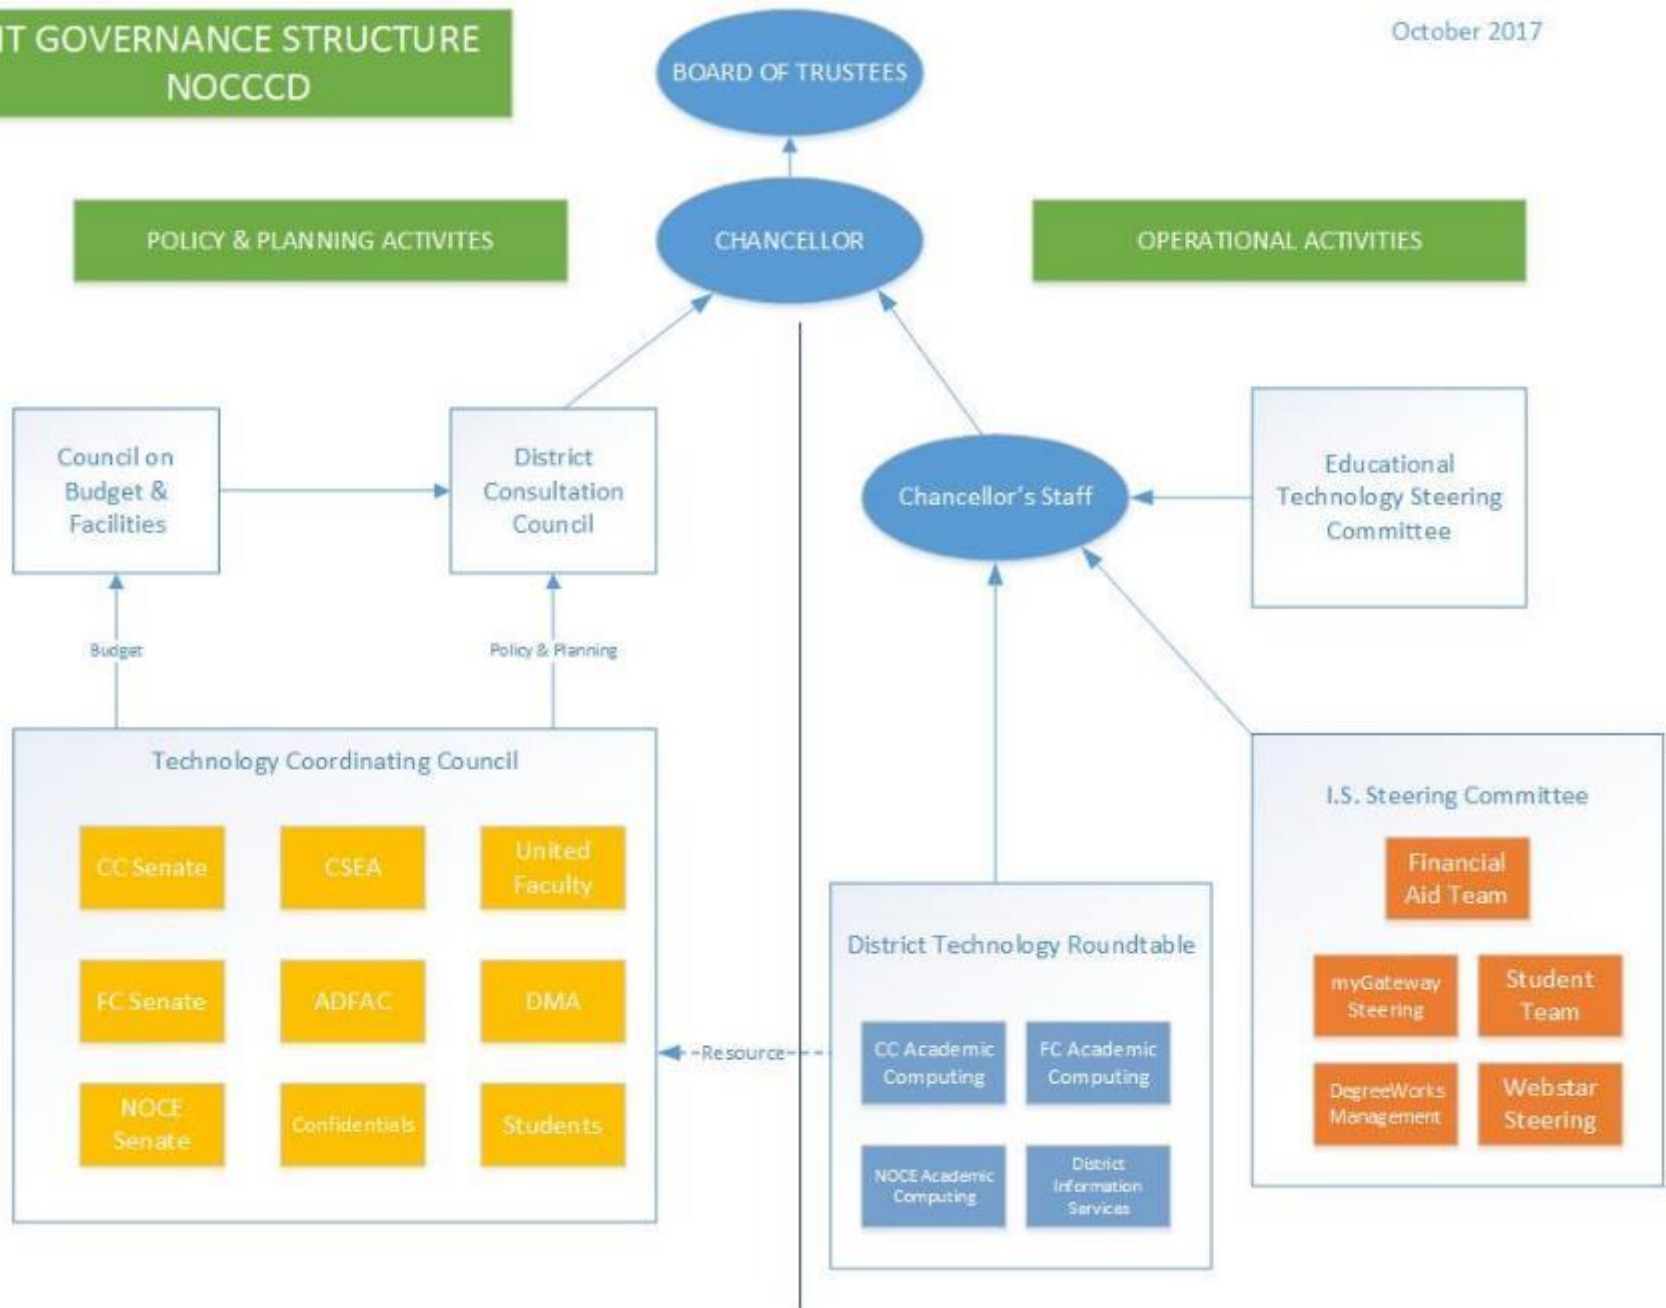 IT GOVERNANCE STRUCTURE
NOCCCD
October 2017
BOARD OF TRUSTEES
POLICY & PLANNING ACTIVITES
CHANCELLOR
OPERATIONAL ACTIVITIES
Council on
Budget &
Facilities
District
Consultation
Council
Chancellor's Staff
Educational
Technology Steering
Committee
Budget
Policy & Planning
Technology Coordinating Council
CC Senate
CSEA
United
Faculty
FC Senate
ADFAC
DMA
NOCE
Senate
Confidentials
Students
Resource
District Technology Roundtable
CC Academic
Computing
FC Academic
Computing
NOCE Academic
Computing
District
Information
Services
I.S. Steering Committee
Financial
Aid Team
myGateway
Steering
Student
Team
DegreeWorks
Management
Webstar
Steering